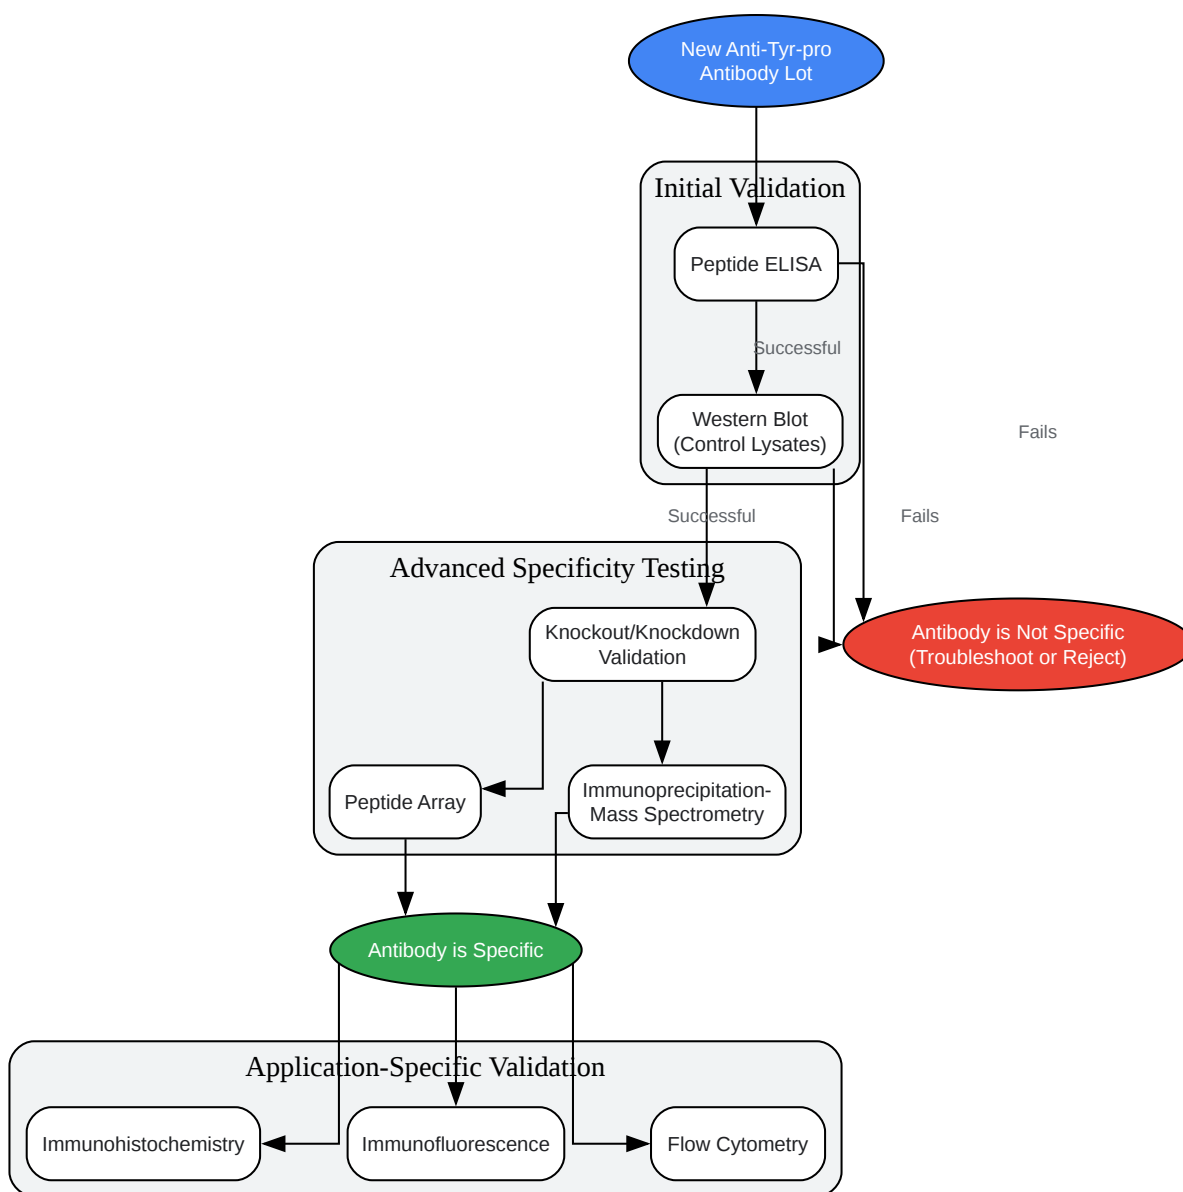 New Anti-Tyr-pro
Antibody Lot
Initial Validation
Peptide ELISA
Successful
Western Blot
(Control Lysates)
Fails
Successful
Fails
Advanced Specificity Testing
Knockout/Knockdown
Validation
Antibody is Not Specific
(Troubleshoot or Reject)
Peptide Array
Immunoprecipitation-
Mass Spectrometry
Antibody is Specific
Application-Specific Validation
Immunohistochemistry
Immunofluorescence
Flow Cytometry